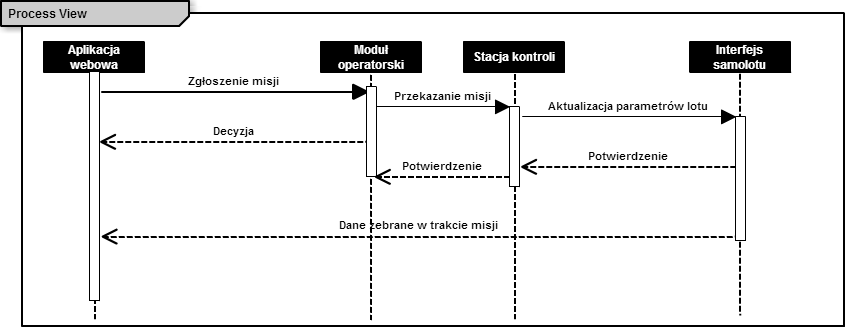 Process View
Aplikacja
webowa
Moduł
operatorski
Stacja kontroli
Interfejs
samolotu
Zgłoszenie misji
Przekazanie misji
Aktualizacja parametrów lotu
Decyzja
Potwierdzenie
Potwierdzenie
Dane zebrane w trakcie misji